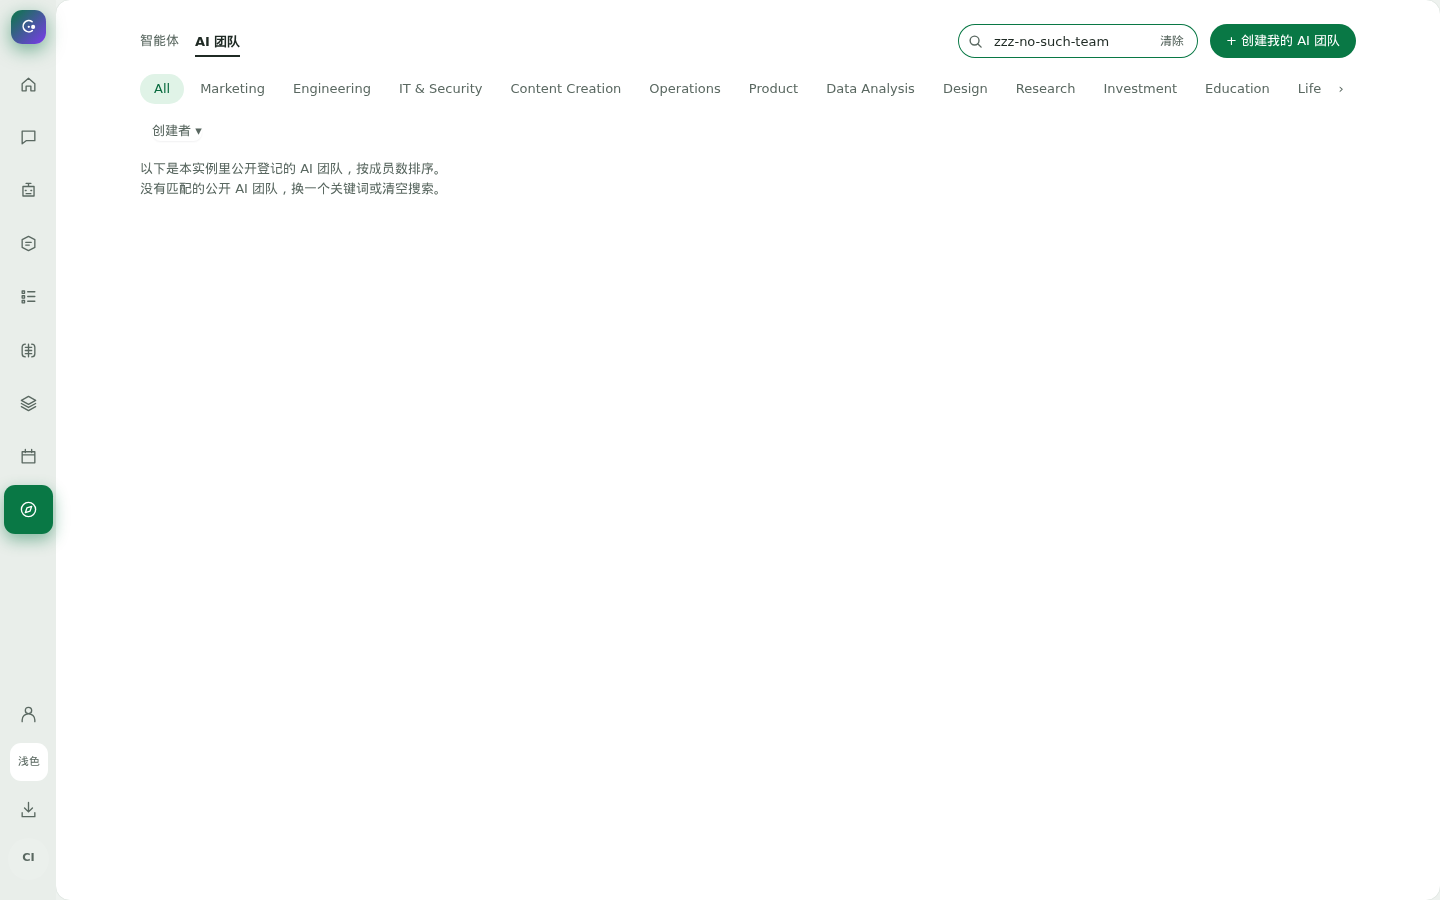 智能体 AI 团队 zzz-no-such-team 清除 + 创建我的 AI 团队
All Marketing Engineering IT & Security Content Creation Operations Product Data Analysis Design Research Investment Education Life ›
创建者 ▾
以下是本实例里公开登记的 AI 团队，按成员数排序。
没有匹配的公开 AI 团队，换一个关键词或清空搜索。
浅色
CI